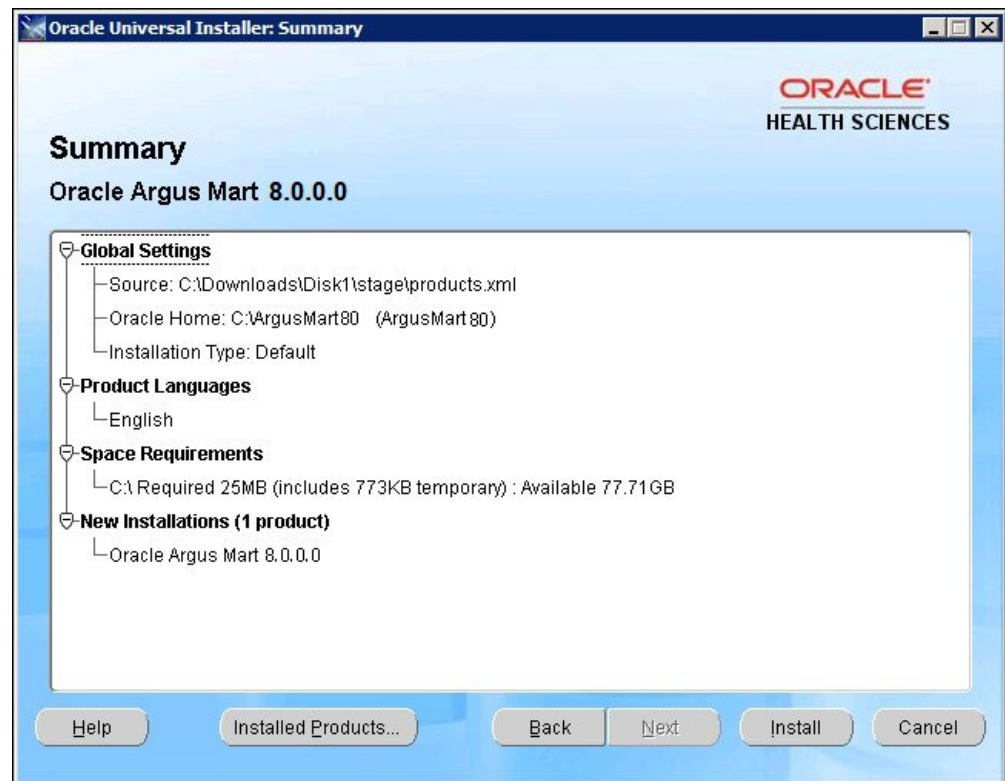 Oracle Universal Installer: Summary
ORACLE
HEALTH SCIENCES
Summary
Oracle Argus Mart 8.0.0.0
Global Settings
Source: C:\Downloads\Disk1\stage\products.xml
Oracle Home: C:\ArgusMart80 (ArgusMart80)
Installation Type: Default
Product Languages
English
Space Requirements
C:\ Required 25MB (includes 773KB temporary) : Available 77.71GB
New Installations (1 product)
Oracle Argus Mart 8.0.0.0
Help Installed Products... Back Next Install Cancel